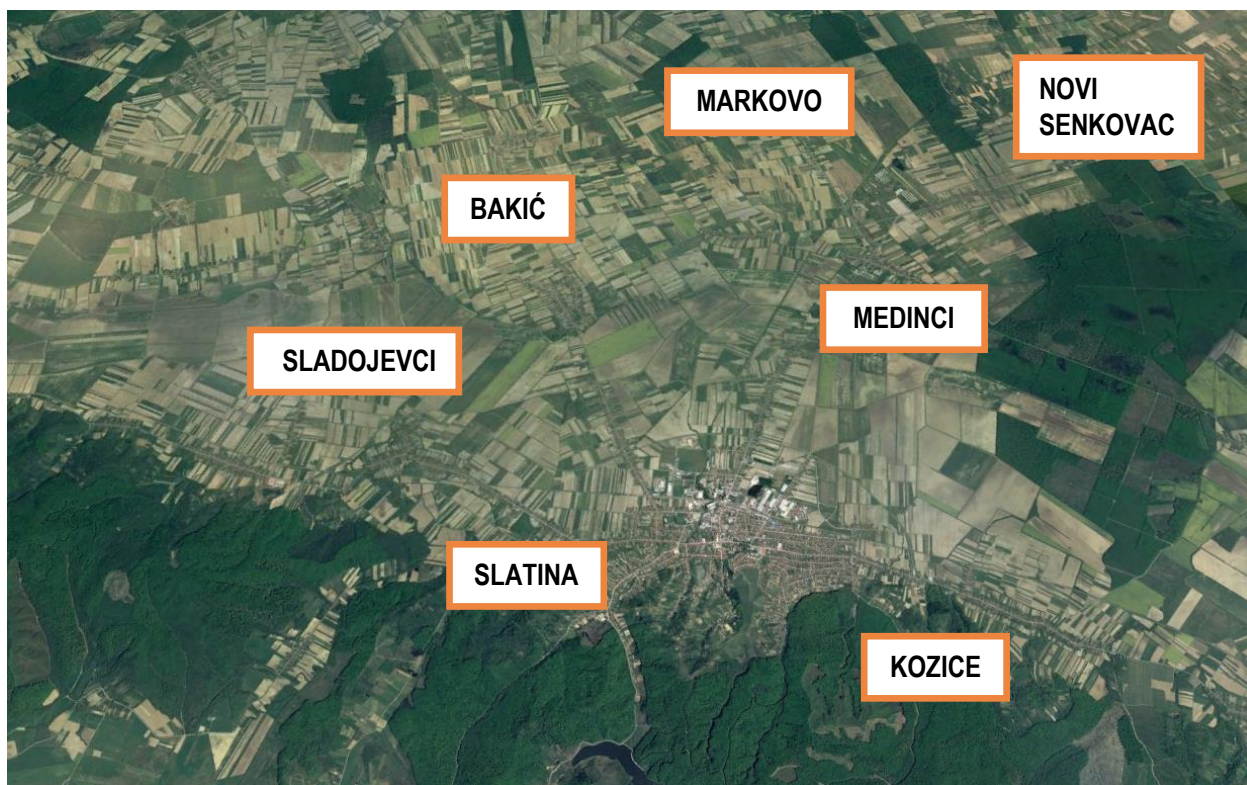 MARKOVO
NOVI
SENKOVAC
BAKIĆ
MEDINCI
SLADOJEVCI
SLATINA
KOZICE